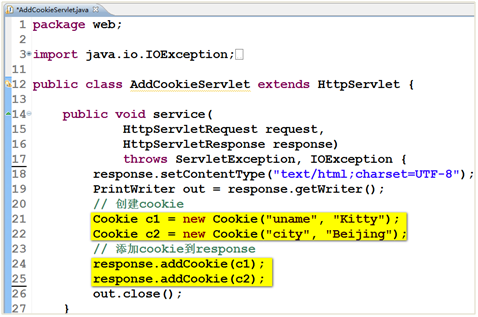 *AddCookieServlet.java
1 package web;
2
3 import java.io.IOException;
11
12 public class AddCookieServlet extends HttpServlet {
13
14 public void service(
15 HttpServletRequest request,
16 HttpServletResponse response)
17 throws ServletException, IOException {
18 response.setContentType("text/html;charset=UTF-8");
19 PrintWriter out = response.getWriter();
20 // 创建cookie
21 Cookie c1 = new Cookie("uname", "Kitty");
22 Cookie c2 = new Cookie("city", "Beijing");
23 // 添加cookie到response
24 response.addCookie(c1);
25 response.addCookie(c2);
26 out.close();
27 }